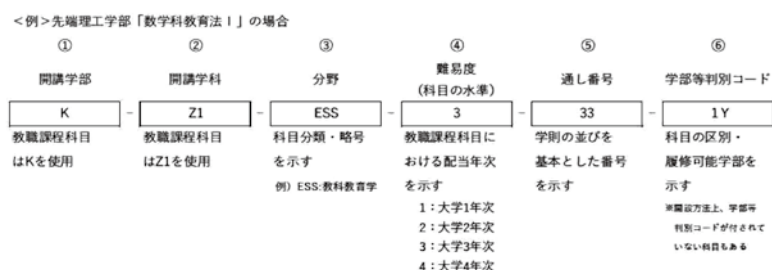 ＜例＞先端理工学部「数学科教育法Ⅰ」の場合
① ② ③ ④ ⑤ ⑥
開講学部 開講学科 分野 難易度 通し番号 学部等判別コード
(科目の水準)
K － Z1 － ESS － 3 － 33 － 1Y
教職課程科目 教職課程科目 科目分類・略号 教職課程科目に 学則の並びを 科目の区別・
はKを使用 はZ1を使用 を示す おける配当年次 基本とした番号 履修可能学部を
例）ESS:教科教育学 を示す を示す 示す
1：大学1年次 ※開設方法上、学部等
2：大学2年次 判別コードが付されて
3：大学3年次 いない科目もある
4：大学4年次